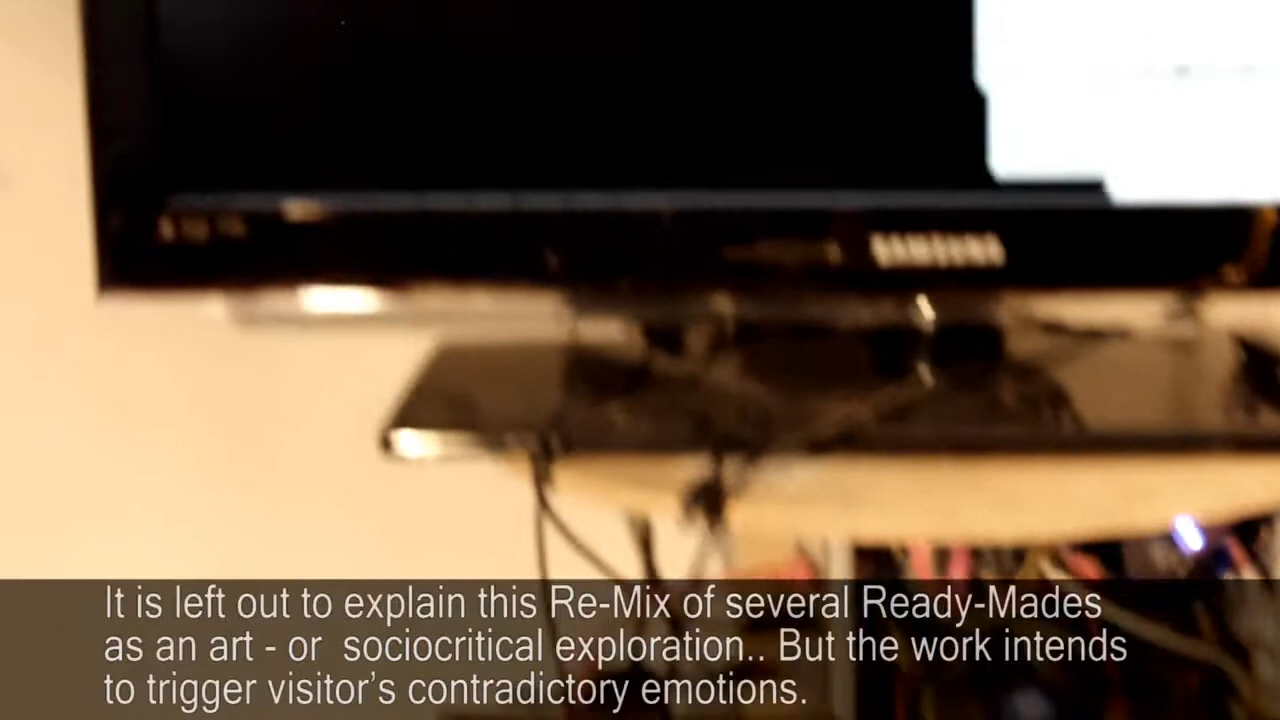 SAMSUNG
It is left out to explain this Re-Mix of several Ready-Mades
as an art - or  sociocritical exploration.. But the work intends
to trigger visitor’s contradictory emotions.